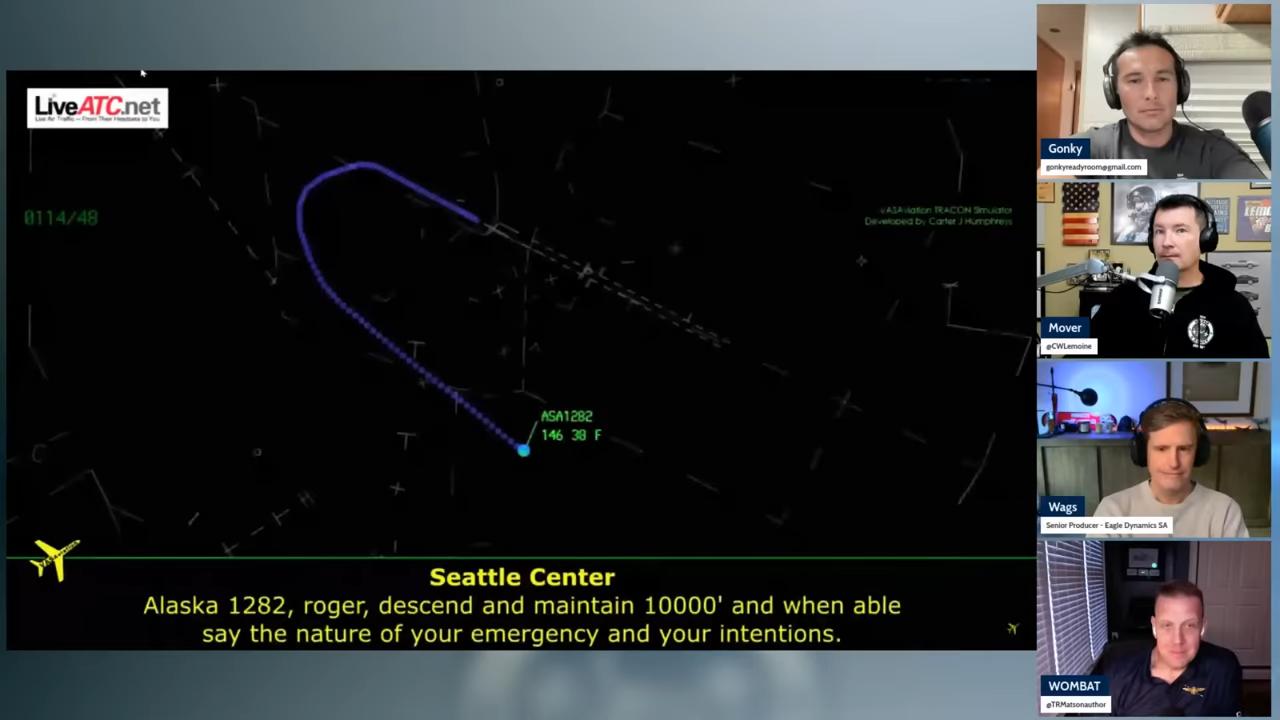 LiveATC.net
Live Air Traffic — From Their Headsets to You
0114/48
VASAviation TRACON Simulator
Developed by Carter J Humphress
ASA1282
146 38 F
Seattle Center
Alaska 1282, roger, descend and maintain 10000' and when able
say the nature of your emergency and your intentions.
Gonky
gonkyreadyroom@gmail.com
Mover
@CWLemoine
Wags
Senior Producer - Eagle Dynamics SA
WOMBAT
@TRMatsonauthor